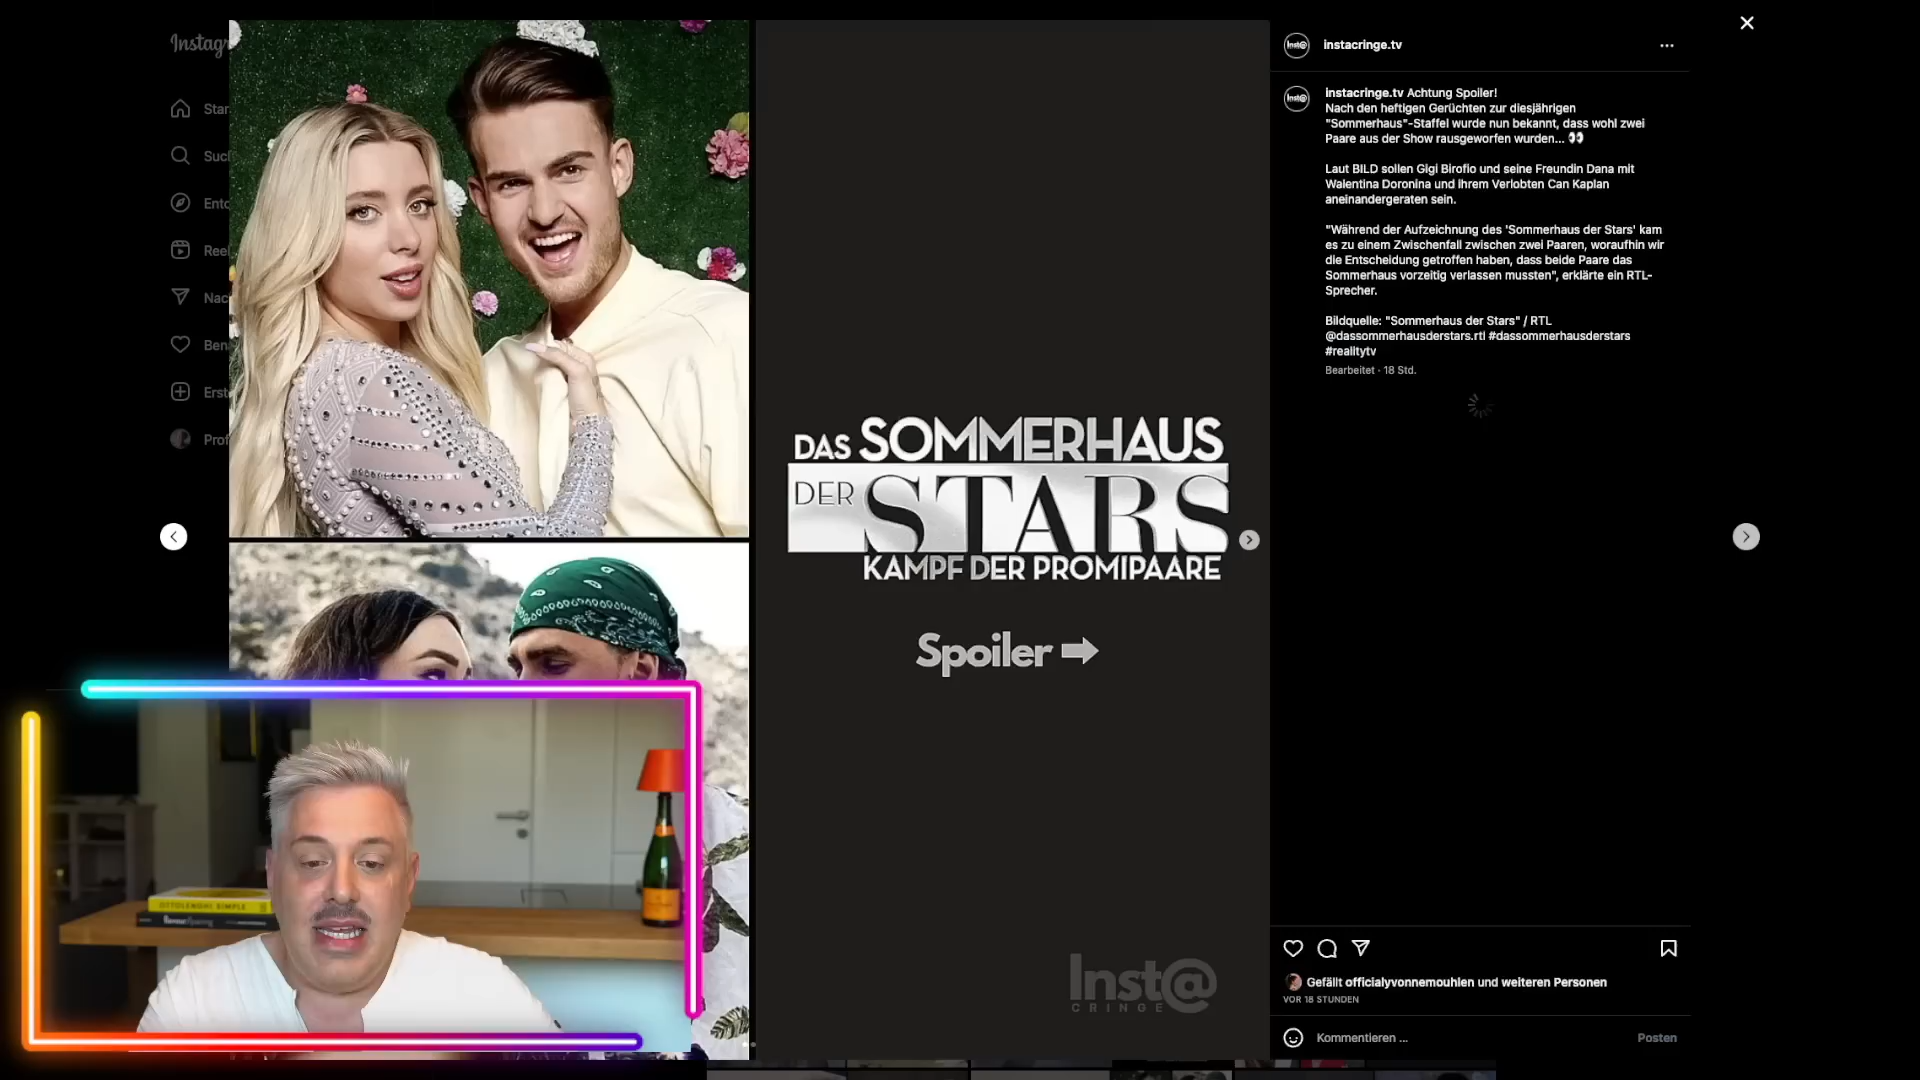 Instagr
Star
Suc
Ento
Reel
Nac
Ben
Erst
Prof
DAS SOMMERHAUS
DER STARS
KAMPF DER PROMIPAARE
Spoiler
Inst@
CRINGE
OTTOLENGHI SIMPLE
instacringe.tv
instacringe.tv Achtung Spoiler!
Nach den heftigen Gerüchten zur diesjährigen
"Sommerhaus"-Staffel wurde nun bekannt, dass wohl zwei
Paare aus der Show rausgeworfen wurden... 👀
Laut BILD sollen Gigi Birofio und seine Freundin Dana mit
Walentina Doronina und ihrem Verlobten Can Kaplan
aneinandergeraten sein.
"Während der Aufzeichnung des 'Sommerhaus der Stars' kam
es zu einem Zwischenfall zwischen zwei Paaren, woraufhin wir
die Entscheidung getroffen haben, dass beide Paare das
Sommerhaus vorzeitig verlassen mussten", erklärte ein RTL-
Sprecher.
Bildquelle: "Sommerhaus der Stars" / RTL
@dassommerhausderstars.rtl #dassommerhausderstars
#realitytv
Bearbeitet · 18 Std.
Gefällt officialyvonnemouhlen und weiteren Personen
VOR 18 STUNDEN
Kommentieren ...
Posten